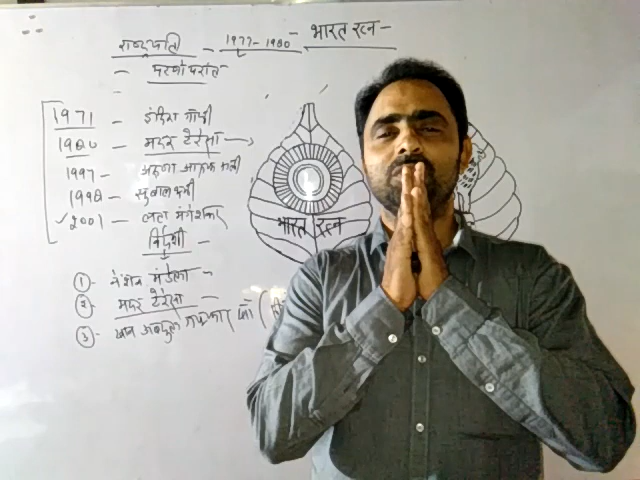 राष्ट्रपति - 1977-1980 - भारत रत्न -
- मरणोपरांत -
-
1971 - इंदिरा गाँधी
1980 - मदर टेरेसा →
1997 - अरुणा आसफ अली
1998 - सुबालक्ष्मी
✓2001 - लता मंगेशकर
विदेशी -
① - नेल्सन मंडेला -
② - मदर टेरेसा -
③ - खान अब्दुल गफ्फार खाँ (
भारत रत्न